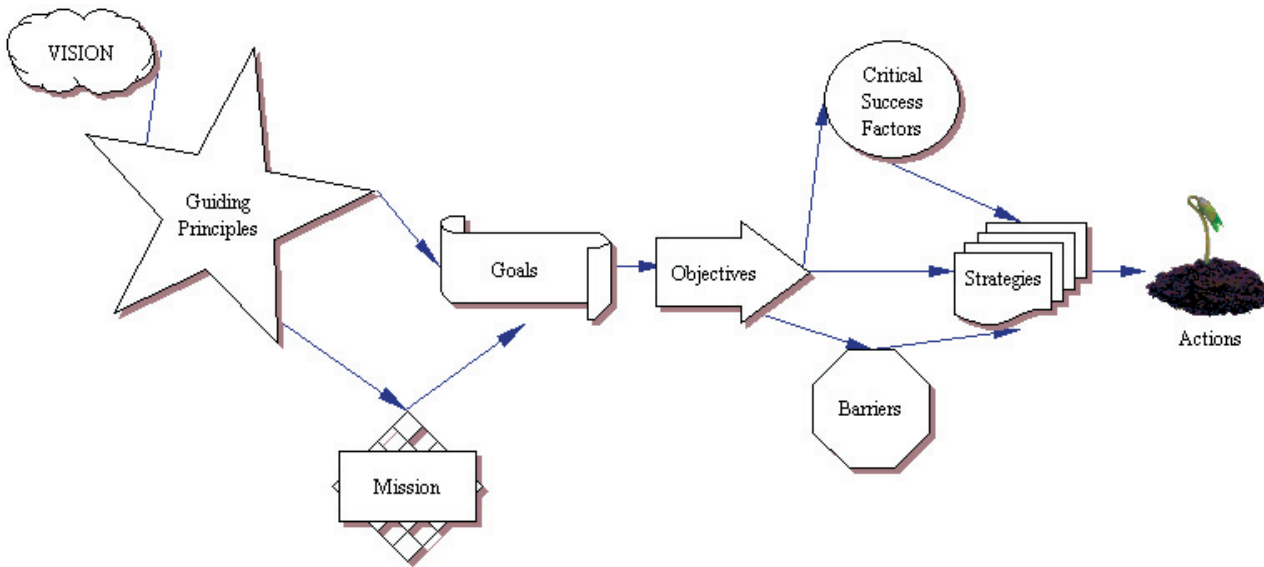 VISION
Guiding
Principles
Goals
Mission
Objectives
Critical
Success
Factors
Barriers
Strategies
Actions